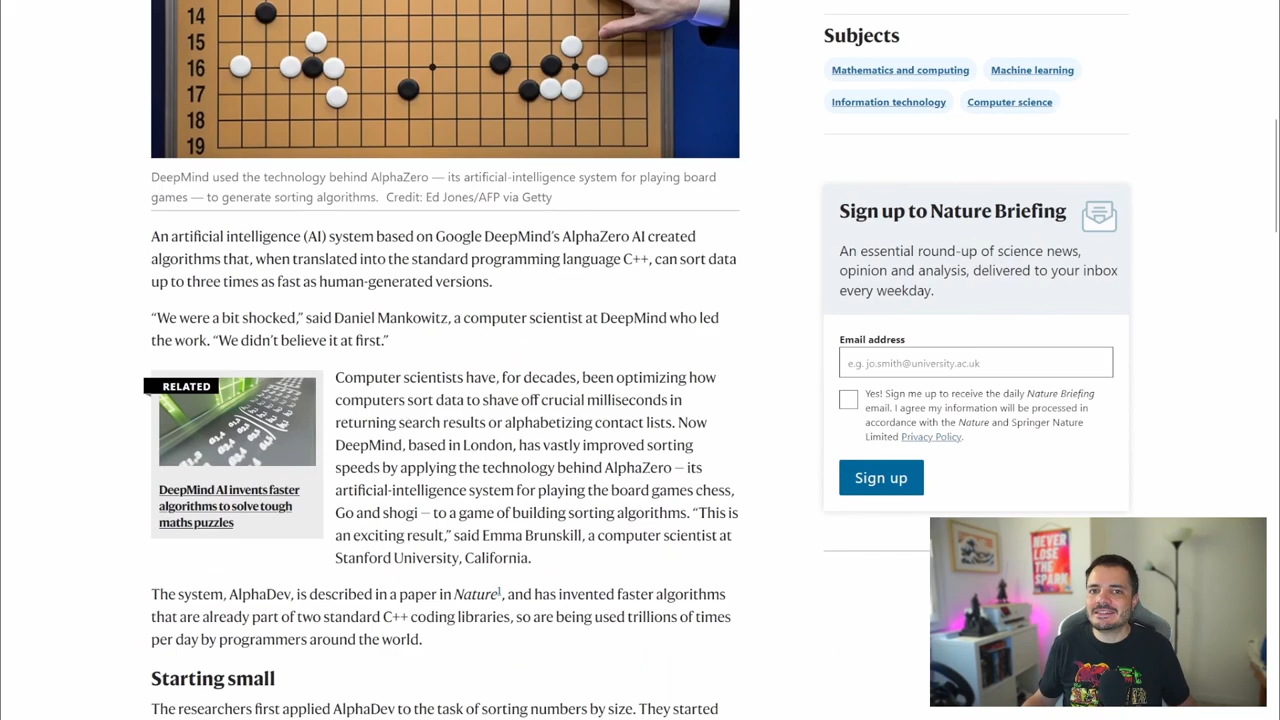 14
15
16
17
18
19
DeepMind used the technology behind AlphaZero — its artificial-intelligence system for playing board
games — to generate sorting algorithms. Credit: Ed Jones/AFP via Getty
An artificial intelligence (AI) system based on Google DeepMind’s AlphaZero AI created
algorithms that, when translated into the standard programming language C++, can sort data
up to three times as fast as human-generated versions.
“We were a bit shocked,” said Daniel Mankowitz, a computer scientist at DeepMind who led
the work. “We didn’t believe it at first.”
RELATED
DeepMind AI invents faster
algorithms to solve tough
maths puzzles
Computer scientists have, for decades, been optimizing how
computers sort data to shave off crucial milliseconds in
returning search results or alphabetizing contact lists. Now
DeepMind, based in London, has vastly improved sorting
speeds by applying the technology behind AlphaZero — its
artificial-intelligence system for playing the board games chess,
Go and shogi — to a game of building sorting algorithms. “This is
an exciting result,” said Emma Brunskill, a computer scientist at
Stanford University, California.
The system, AlphaDev, is described in a paper in Nature1, and has invented faster algorithms
that are already part of two standard C++ coding libraries, so are being used trillions of times
per day by programmers around the world.
Starting small
The researchers first applied AlphaDev to the task of sorting numbers by size. They started
Subjects
Mathematics and computing
Machine learning
Information technology
Computer science
Sign up to Nature Briefing
An essential round-up of science news,
opinion and analysis, delivered to your inbox
every weekday.
Email address
e.g. jo.smith@university.ac.uk
Yes! Sign me up to receive the daily Nature Briefing
email. I agree my information will be processed in
accordance with the Nature and Springer Nature
Limited Privacy Policy.
Sign up
NEVER
LOSE
THE
SPARK